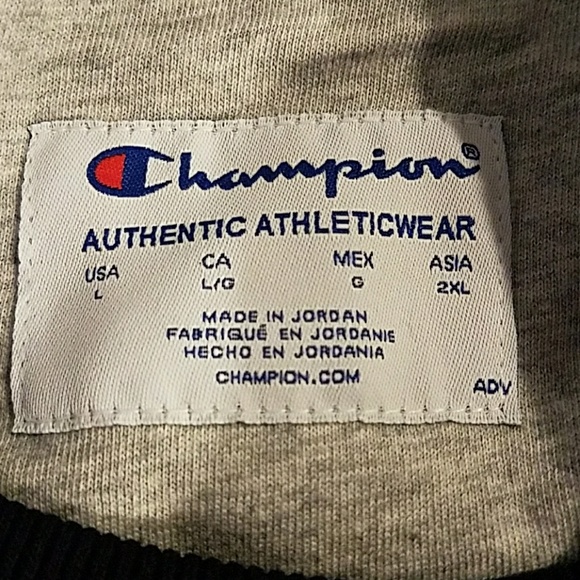 Champion®
AUTHENTIC ATHLETICWEAR
USA CA MEX ASIA
L L/G G 2XL
MADE IN JORDAN
FABRIQUÉ EN JORDANIE
HECHO EN JORDANIA
CHAMPION.COM
ADV